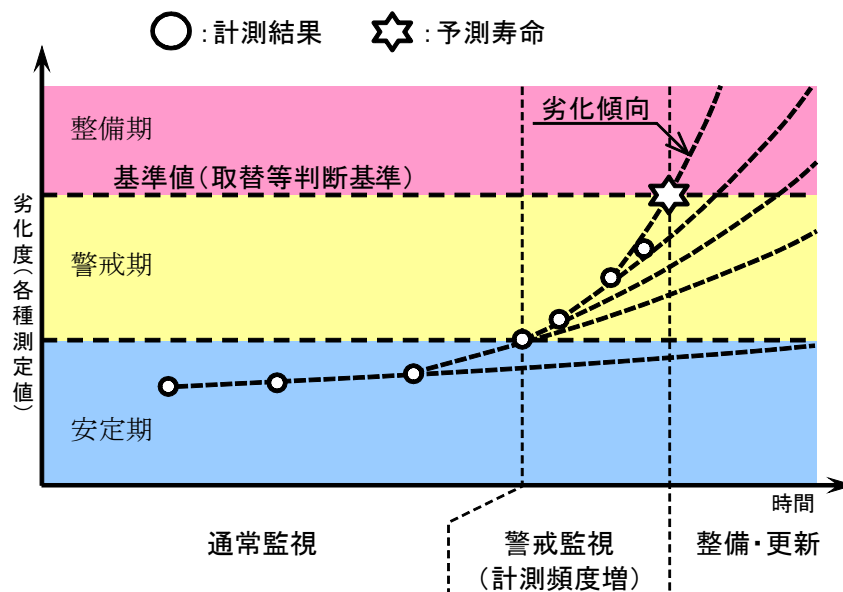 ：計測結果
：予測寿命
整備期
劣化傾向
基準値（取替等判断基準）
劣化度（各種測定値）
警戒期
安定期
時間
通常監視
警戒監視
（計測頻度増）
整備・更新